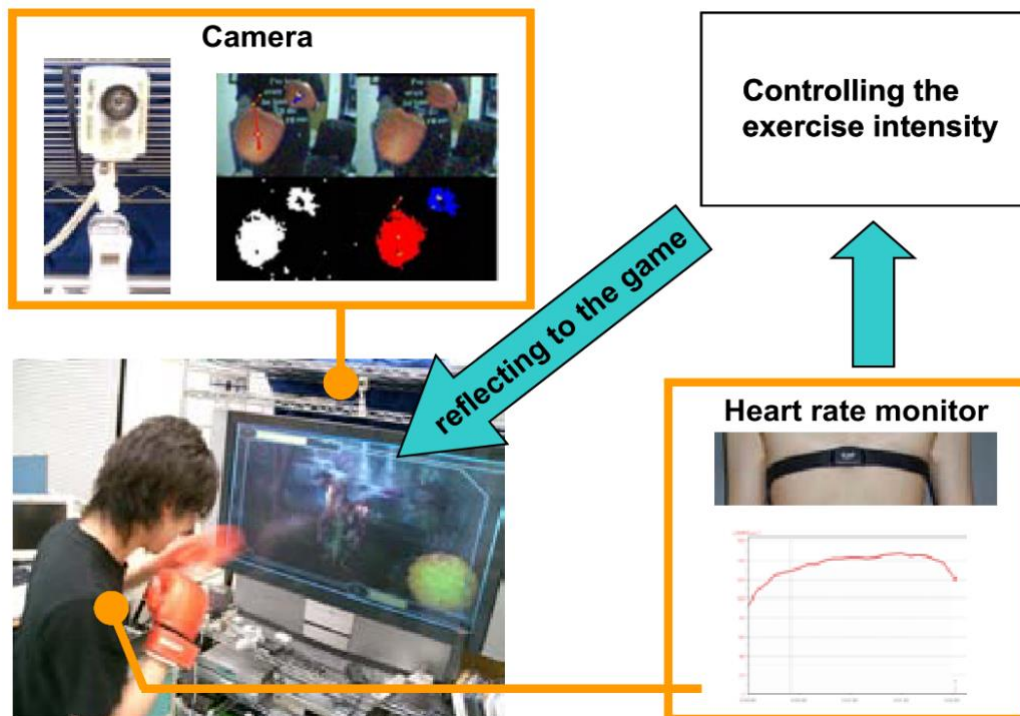 Camera
Controlling the
exercise intensity
reflecting to the game
Heart rate monitor